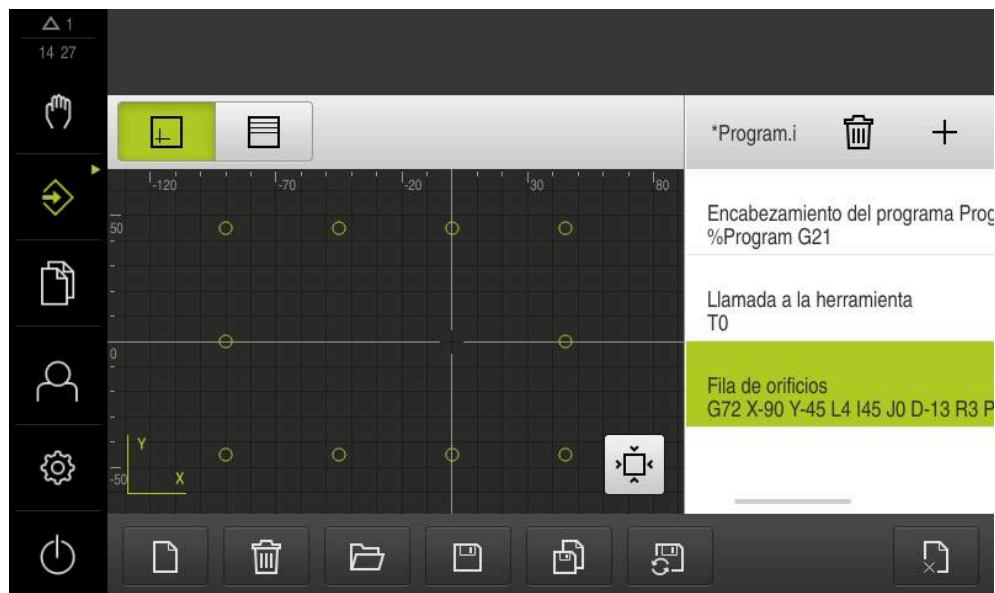 1
14 27
*Program.i
-120 -70 -20 30 80
50
0
-50
Y
X
Encabezamiento del programa Prog
%Program G21
Llamada a la herramienta
T0
Fila de orificios
G72 X-90 Y-45 L4 I45 J0 D-13 R3 P